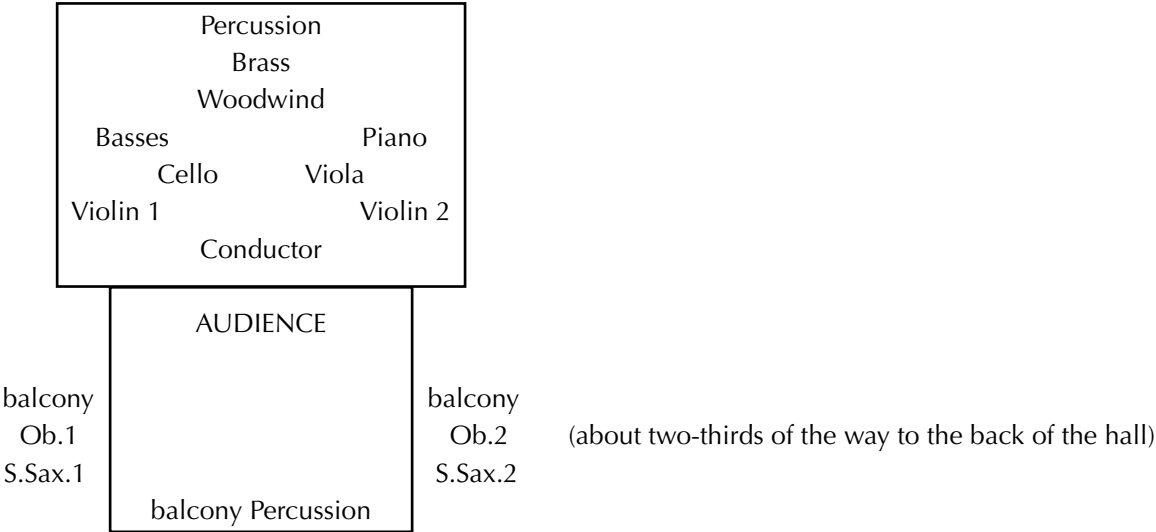 Percussion
Brass
Woodwind
Basses Piano
Cello Viola
Violin 1 Violin 2
Conductor
AUDIENCE
balcony balcony
Ob.1 Ob.2 (about two-thirds of the way to the back of the hall)
S.Sax.1 S.Sax.2
balcony Percussion